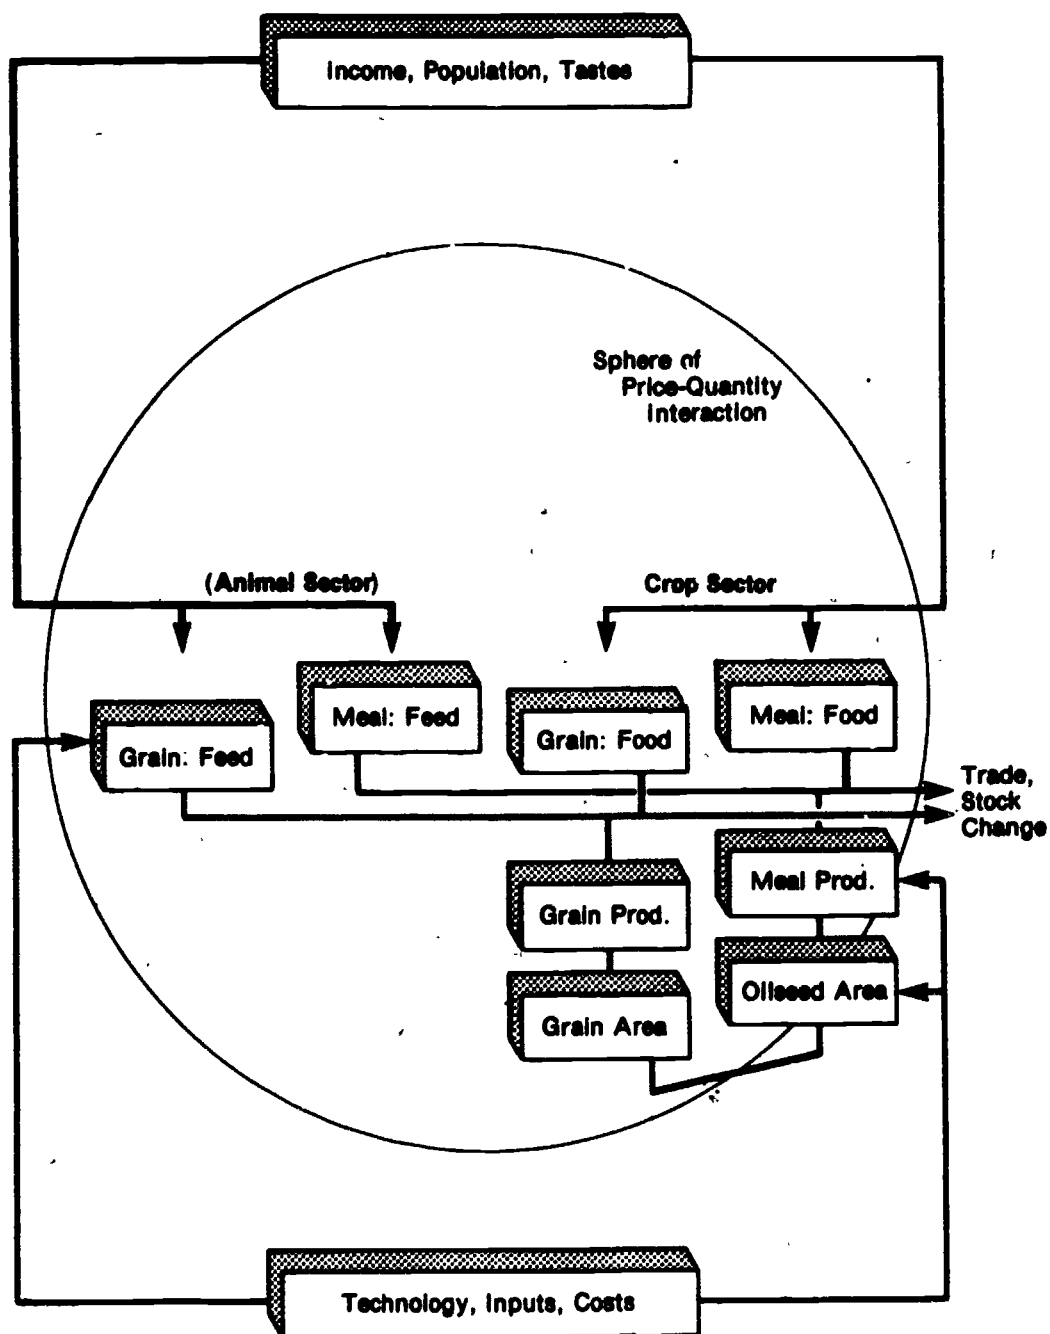 Income, Population, Tastes
Sphere of
Price-Quantity
Interaction
(Animal Sector)
Crop Sector
Meal: Feed
Meal: Food
Grain: Feed
Grain: Food
Trade,
Stock
Change
Meal Prod.
Grain Prod.
Oilseed Area
Grain Area
Technology, Inputs, Costs